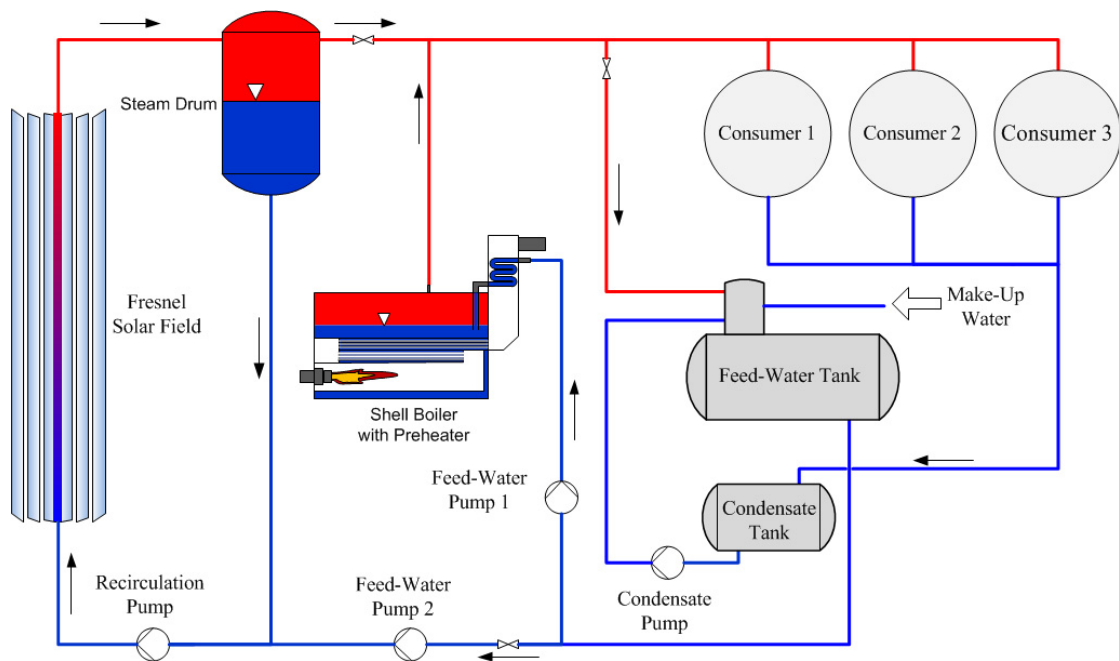 Steam Drum
Consumer 1
Consumer 2
Consumer 3
Fresnel
Solar Field
Make-Up
Water
Feed-Water Tank
Shell Boiler
with Preheater
Feed-Water
Pump 1
Condensate
Tank
Recirculation
Pump
Feed-Water
Pump 2
Condensate
Pump